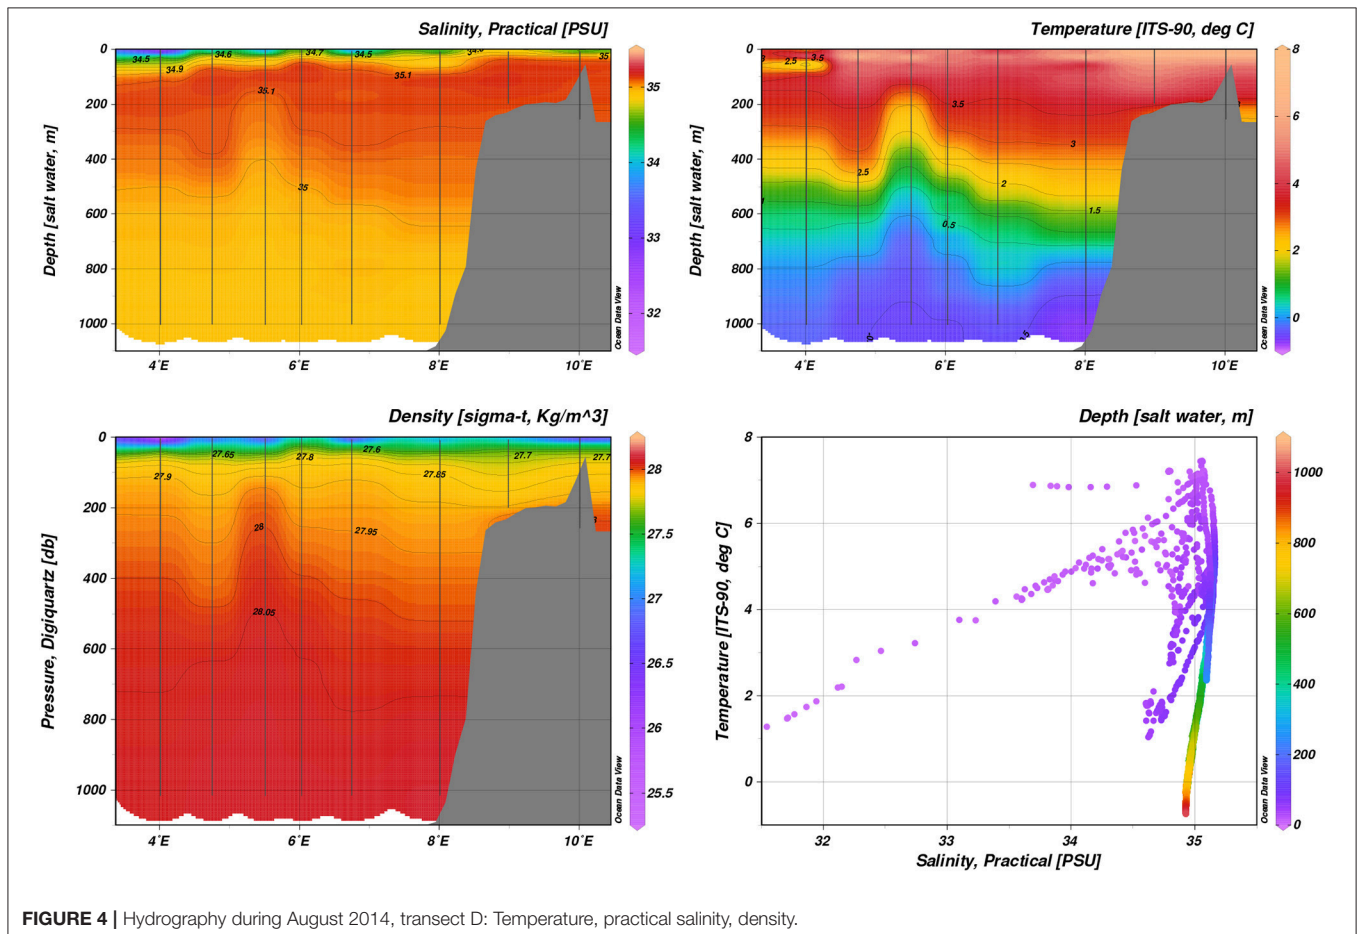 Salinity, Practical [PSU]
Depth [salt water, m]
0
200
400
600
800
1000
4°E
6°E
8°E
10°E
34.5
34.6
34.7
34.5
35
34.9
35.1
35.1
35
35
34
33
32
Ocean Data View
Temperature [ITS-90, deg C]
Depth [salt water, m]
0
200
400
600
800
1000
4°E
6°E
8°E
10°E
2.5
3.5
3.5
3
2.5
2
1.5
0.5
8
6
4
2
0
Ocean Data View
Density [sigma-t, Kg/m^3]
Pressure, Digiquartz [db]
0
200
400
600
800
1000
4°E
6°E
8°E
10°E
27.65
27.8
27.6
27.7
27.7
27.9
27.85
28
27.95
28.05
28
27.5
27
26.5
26
25.5
Ocean Data View
Depth [salt water, m]
Temperature [ITS-90, deg C]
8
6
4
2
0
32
33
34
35
Salinity, Practical [PSU]
1000
800
600
400
200
0
Ocean Data View
FIGURE 4 | Hydrography during August 2014, transect D: Temperature, practical salinity, density.